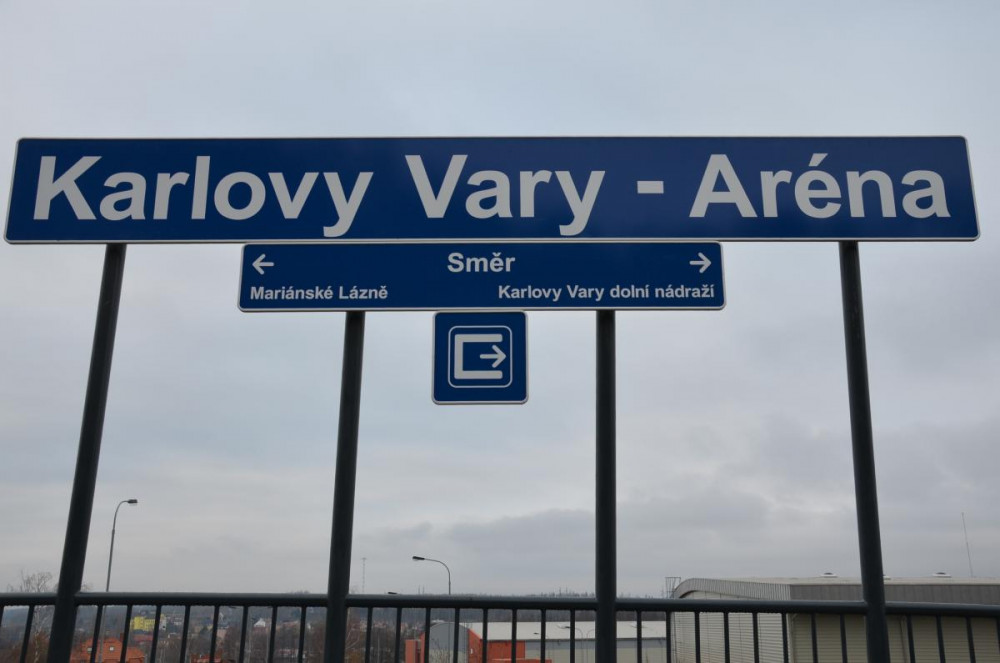 Karlovy Vary - Aréna
Směr
Mariánské Lázně
Karlovy Vary dolní nádraží